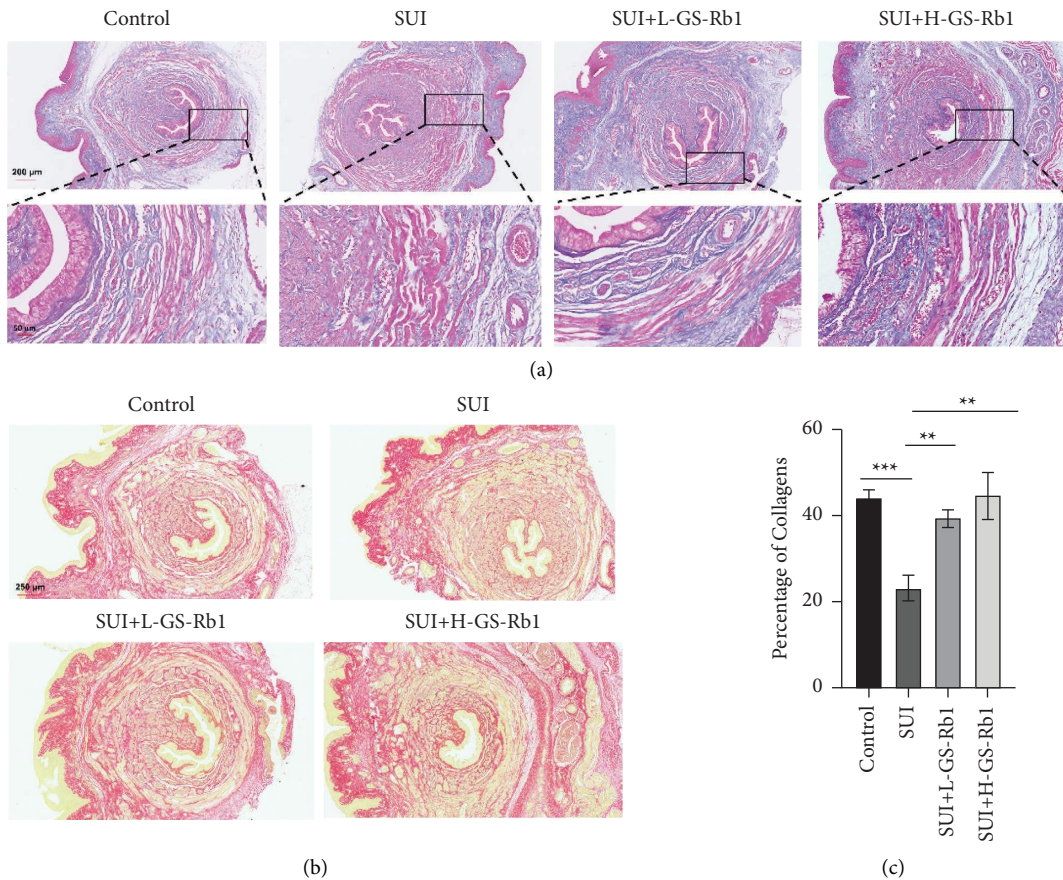 Control SUI SUI+L-GS-Rb1 SUI+H-GS-Rb1
200 μm
50 μm
(a)
Control SUI
250 μm
SUI+L-GS-Rb1 SUI+H-GS-Rb1
(b)
**
**
***
60
40
20
0
Percentage of Collagens
Control
SUI
SUI+L-GS-Rb1
SUI+H-GS-Rb1
(c)